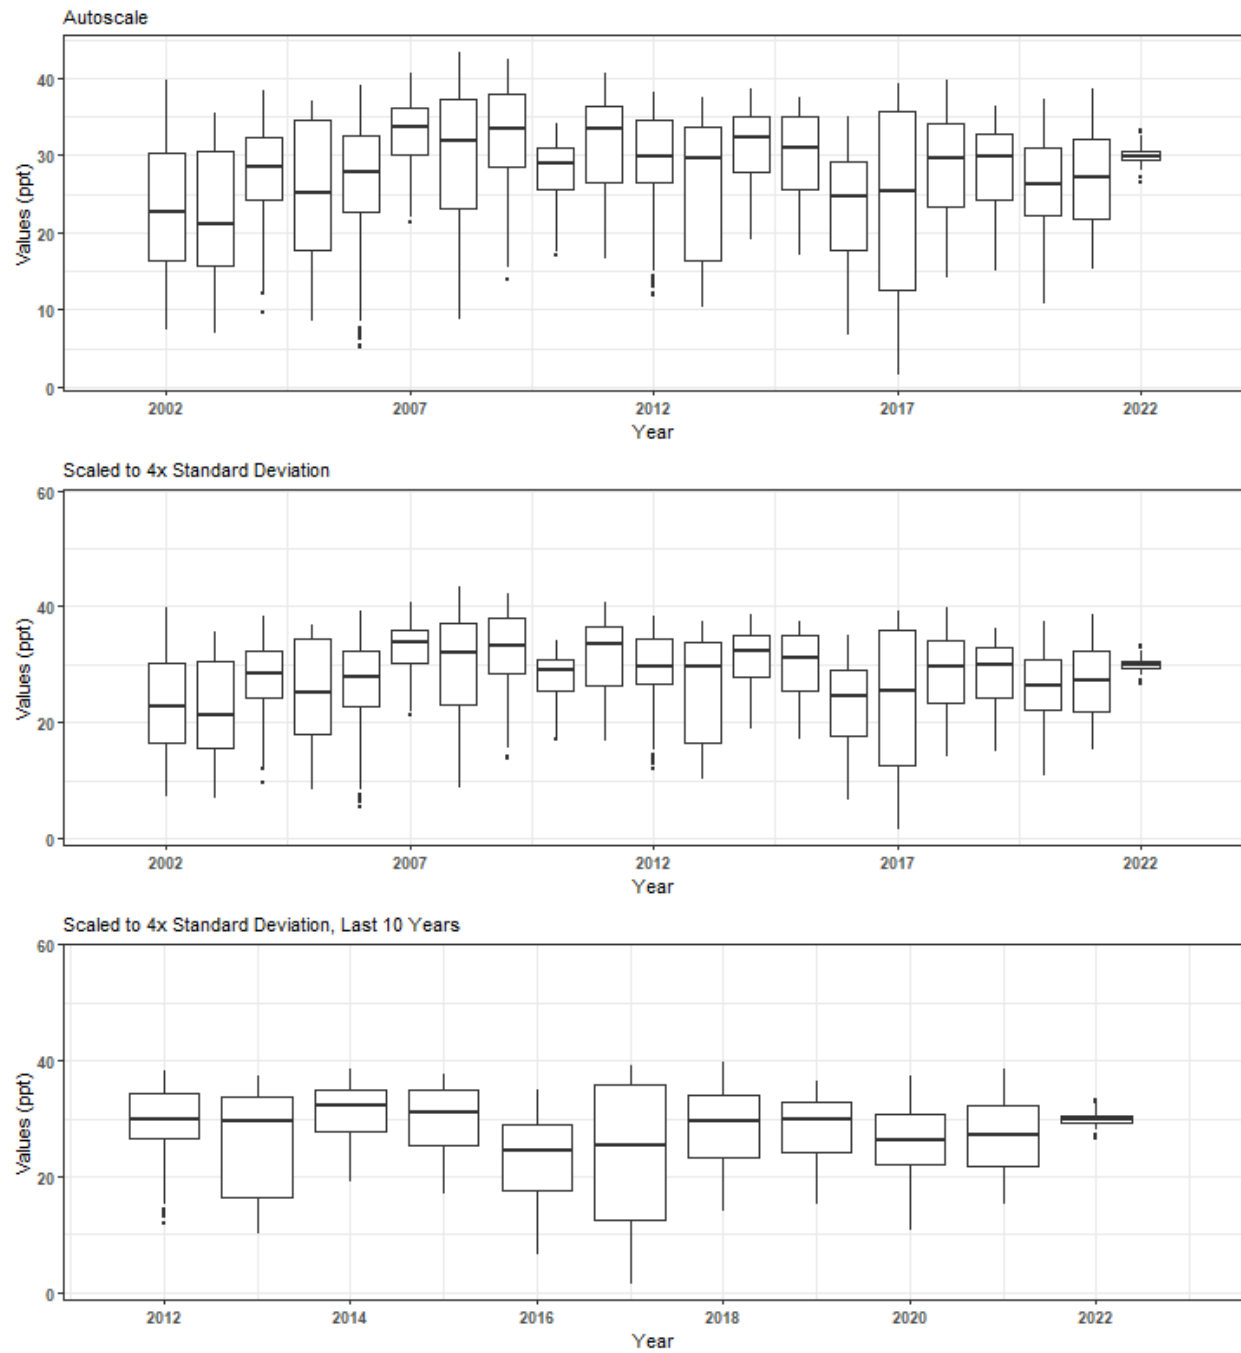 Autoscale
40
30
20
10
0
Values (ppt)
2002 2007 2012 2017 2022
Year
Scaled to 4x Standard Deviation
60
40
20
0
Values (ppt)
2002 2007 2012 2017 2022
Year
Scaled to 4x Standard Deviation, Last 10 Years
60
40
20
0
Values (ppt)
2012 2014 2016 2018 2020 2022
Year